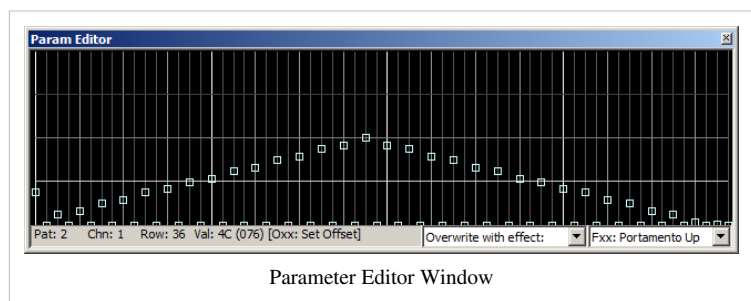 Param Editor
Pat: 2 Chn: 1 Row: 36 Val: 4C (076) [Oxx: Set Offset] Overwrite with effect: Fxx: Portamento Up
Parameter Editor Window